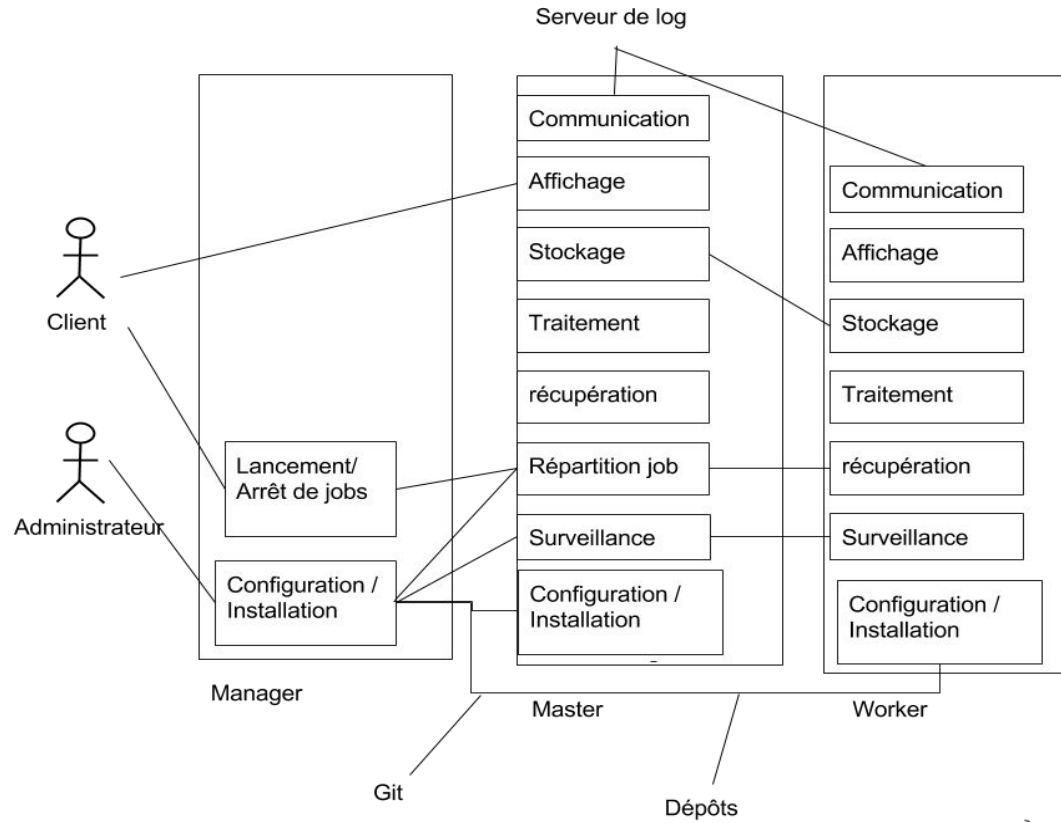 Serveur de log
Communication
Affichage
Stockage
Traitement
récupération
Répartition job
Surveillance
Configuration /
Installation
Communication
Affichage
Stockage
Traitement
récupération
Surveillance
Configuration /
Installation
Client
Administrateur
Lancement/
Arrêt de jobs
Configuration /
Installation
Manager
Master
Worker
Git
Dépôts